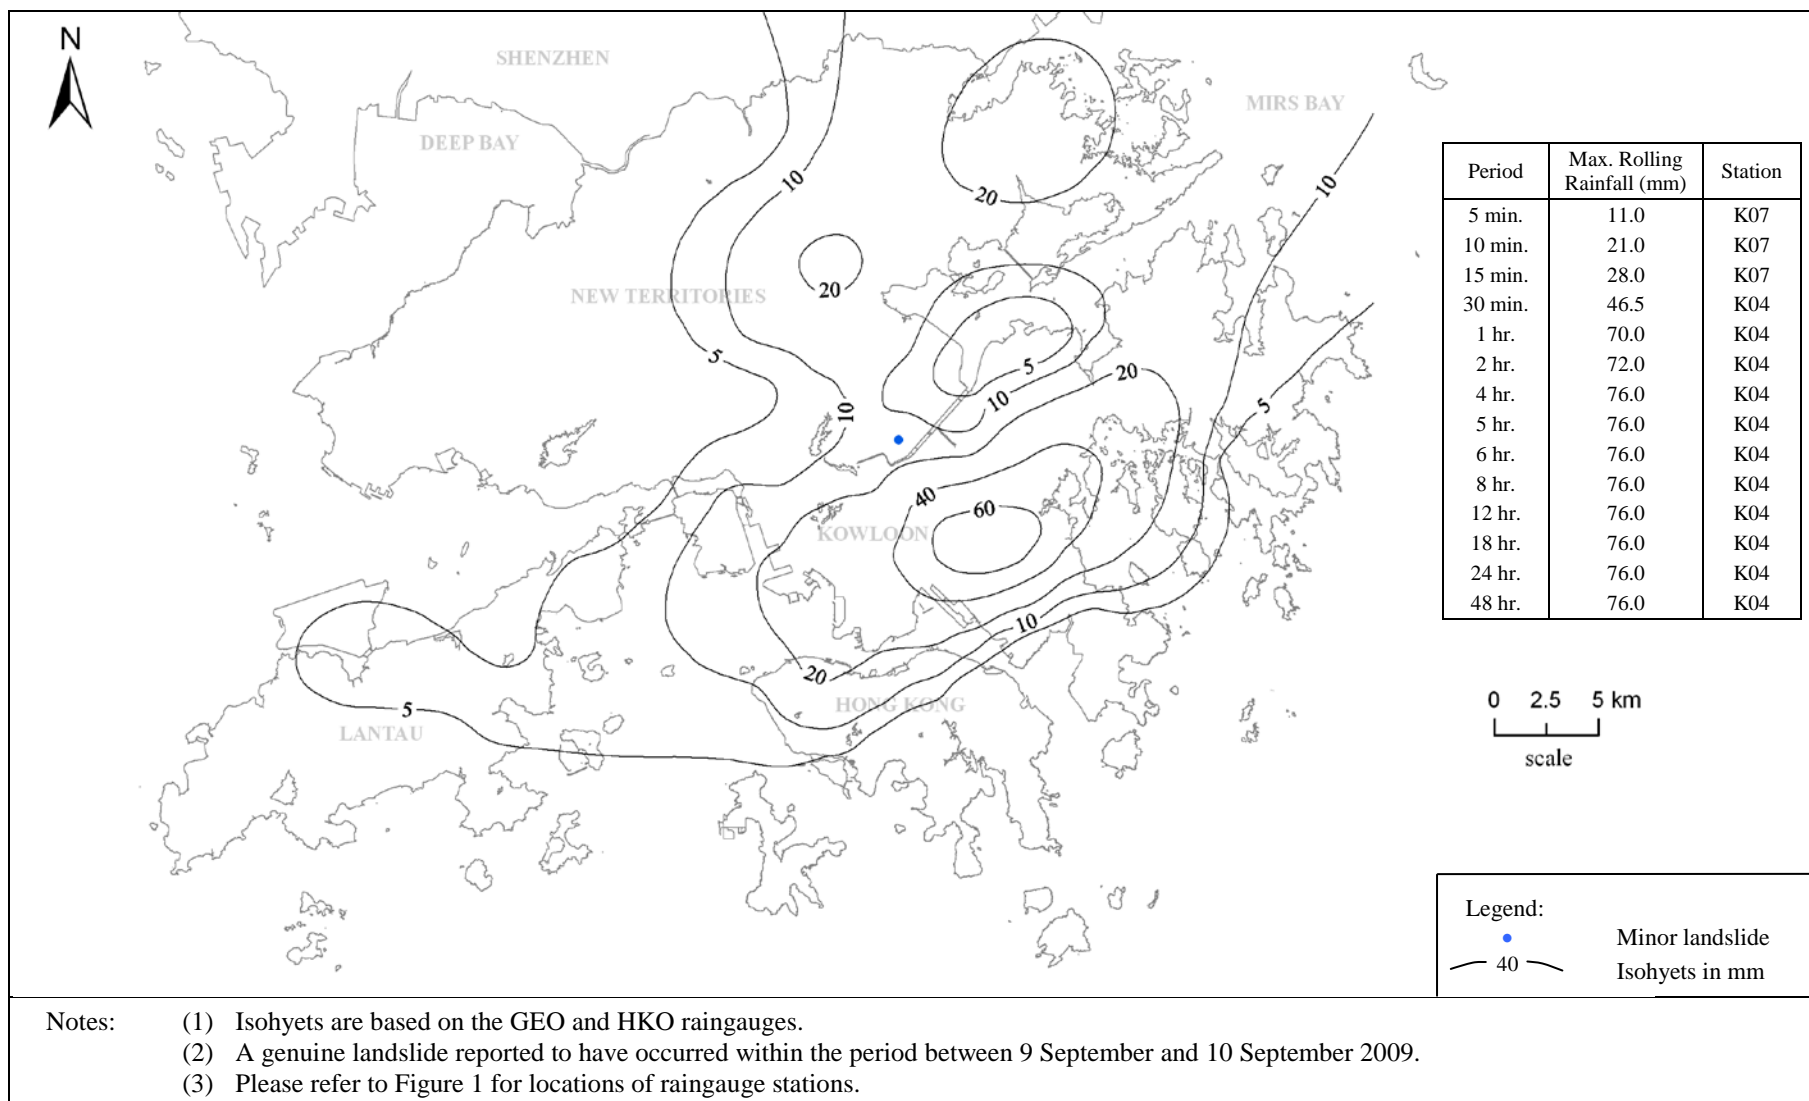 N
SHENZHEN
MIRS BAY
DEEP BAY
10
10
20
20
NEW TERRITORIES
5
5
20
10
10
5
40
60
KOWLOON
10
20
HONG KONG
5
LANTAU
Period Max. Rolling Rainfall (mm) Station
5 min. 11.0 K07
10 min. 21.0 K07
15 min. 28.0 K07
30 min. 46.5 K04
1 hr. 70.0 K04
2 hr. 72.0 K04
4 hr. 76.0 K04
5 hr. 76.0 K04
6 hr. 76.0 K04
8 hr. 76.0 K04
12 hr. 76.0 K04
18 hr. 76.0 K04
24 hr. 76.0 K04
48 hr. 76.0 K04
0 2.5 5 km
scale
Legend:
Minor landslide
40 Isohyets in mm
Notes: (1) Isohyets are based on the GEO and HKO raingauges.
(2) A genuine landslide reported to have occurred within the period between 9 September and 10 September 2009.
(3) Please refer to Figure 1 for locations of raingauge stations.